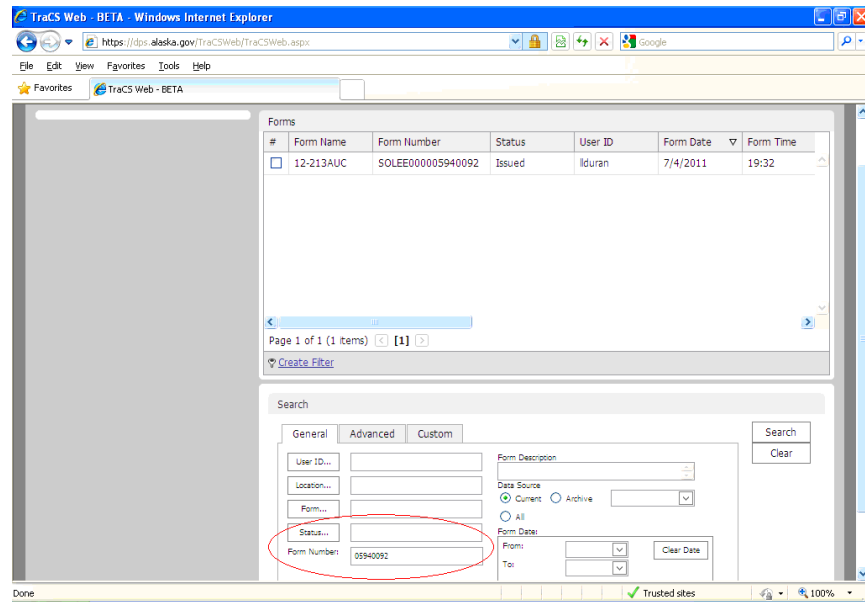 TraCS Web - BETA - Windows Internet Explorer
https://dps.alaska.gov/TraCSWeb/TraCSWeb.aspx
Google
File Edit View Favorites Tools Help
Favorites TraCS Web - BETA
Forms
# Form Name Form Number Status User ID Form Date Form Time
12-213AUC SOLEE000005940092 Issued llduran 7/4/2011 19:32
Page 1 of 1 (1 items) [1]
Create Filter
Search
General Advanced Custom
Search
Clear
User ID...
Form Description
Location...
Data Source
Current Archive
Form...
All
Status...
Form Date:
Form Number: 05940092
From:
Clear Date
To:
Done Trusted sites 100%